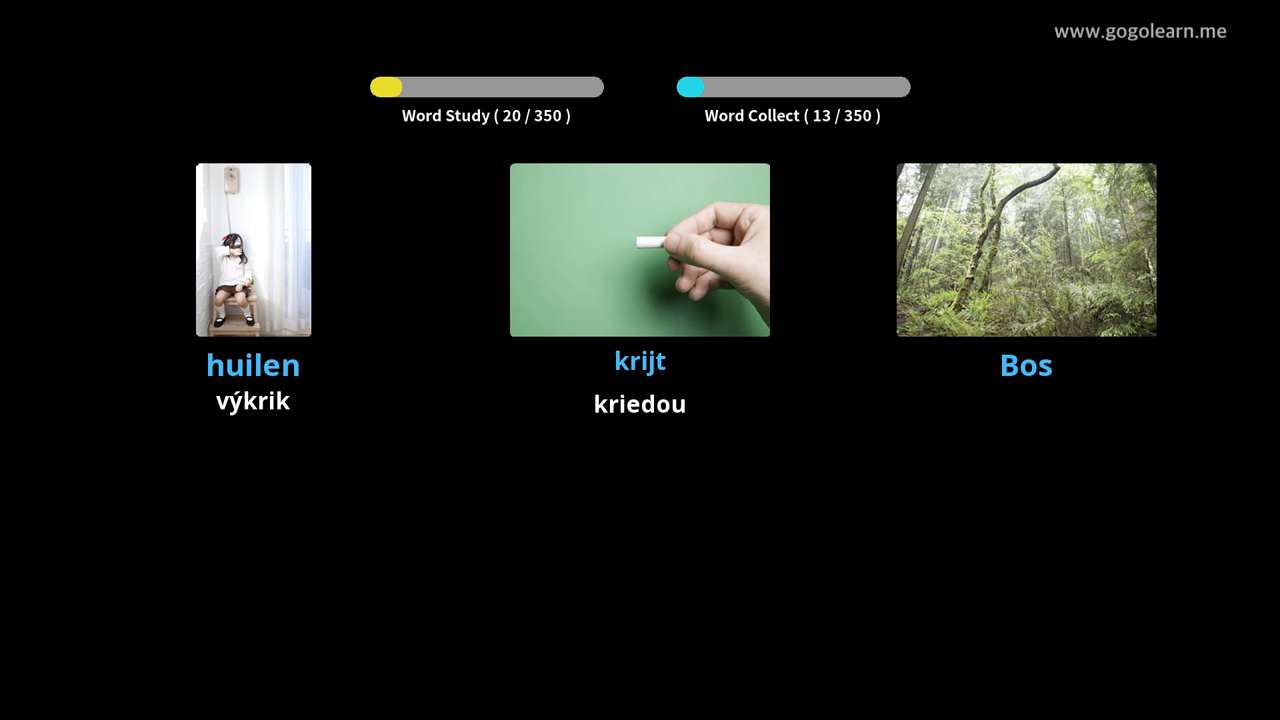 www.gogolearn.me
Word Study ( 20 / 350 )
Word Collect ( 13 / 350 )
huilen
výkrik
krijt
kriedou
Bos